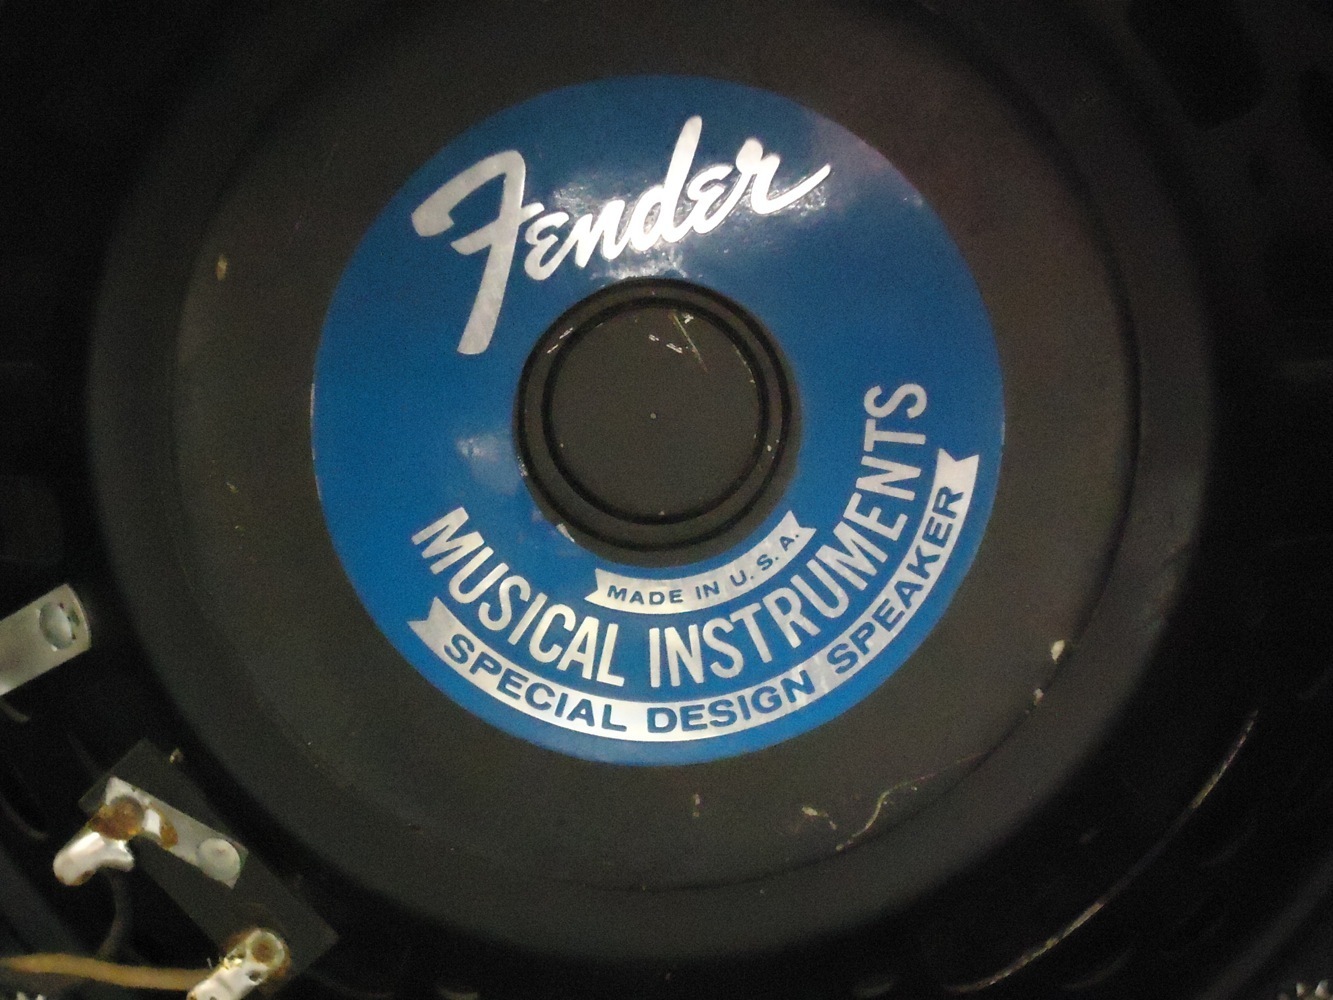 Fender
MADE IN U.S.A.
MUSICAL INSTRUMENTS
SPECIAL DESIGN SPEAKER